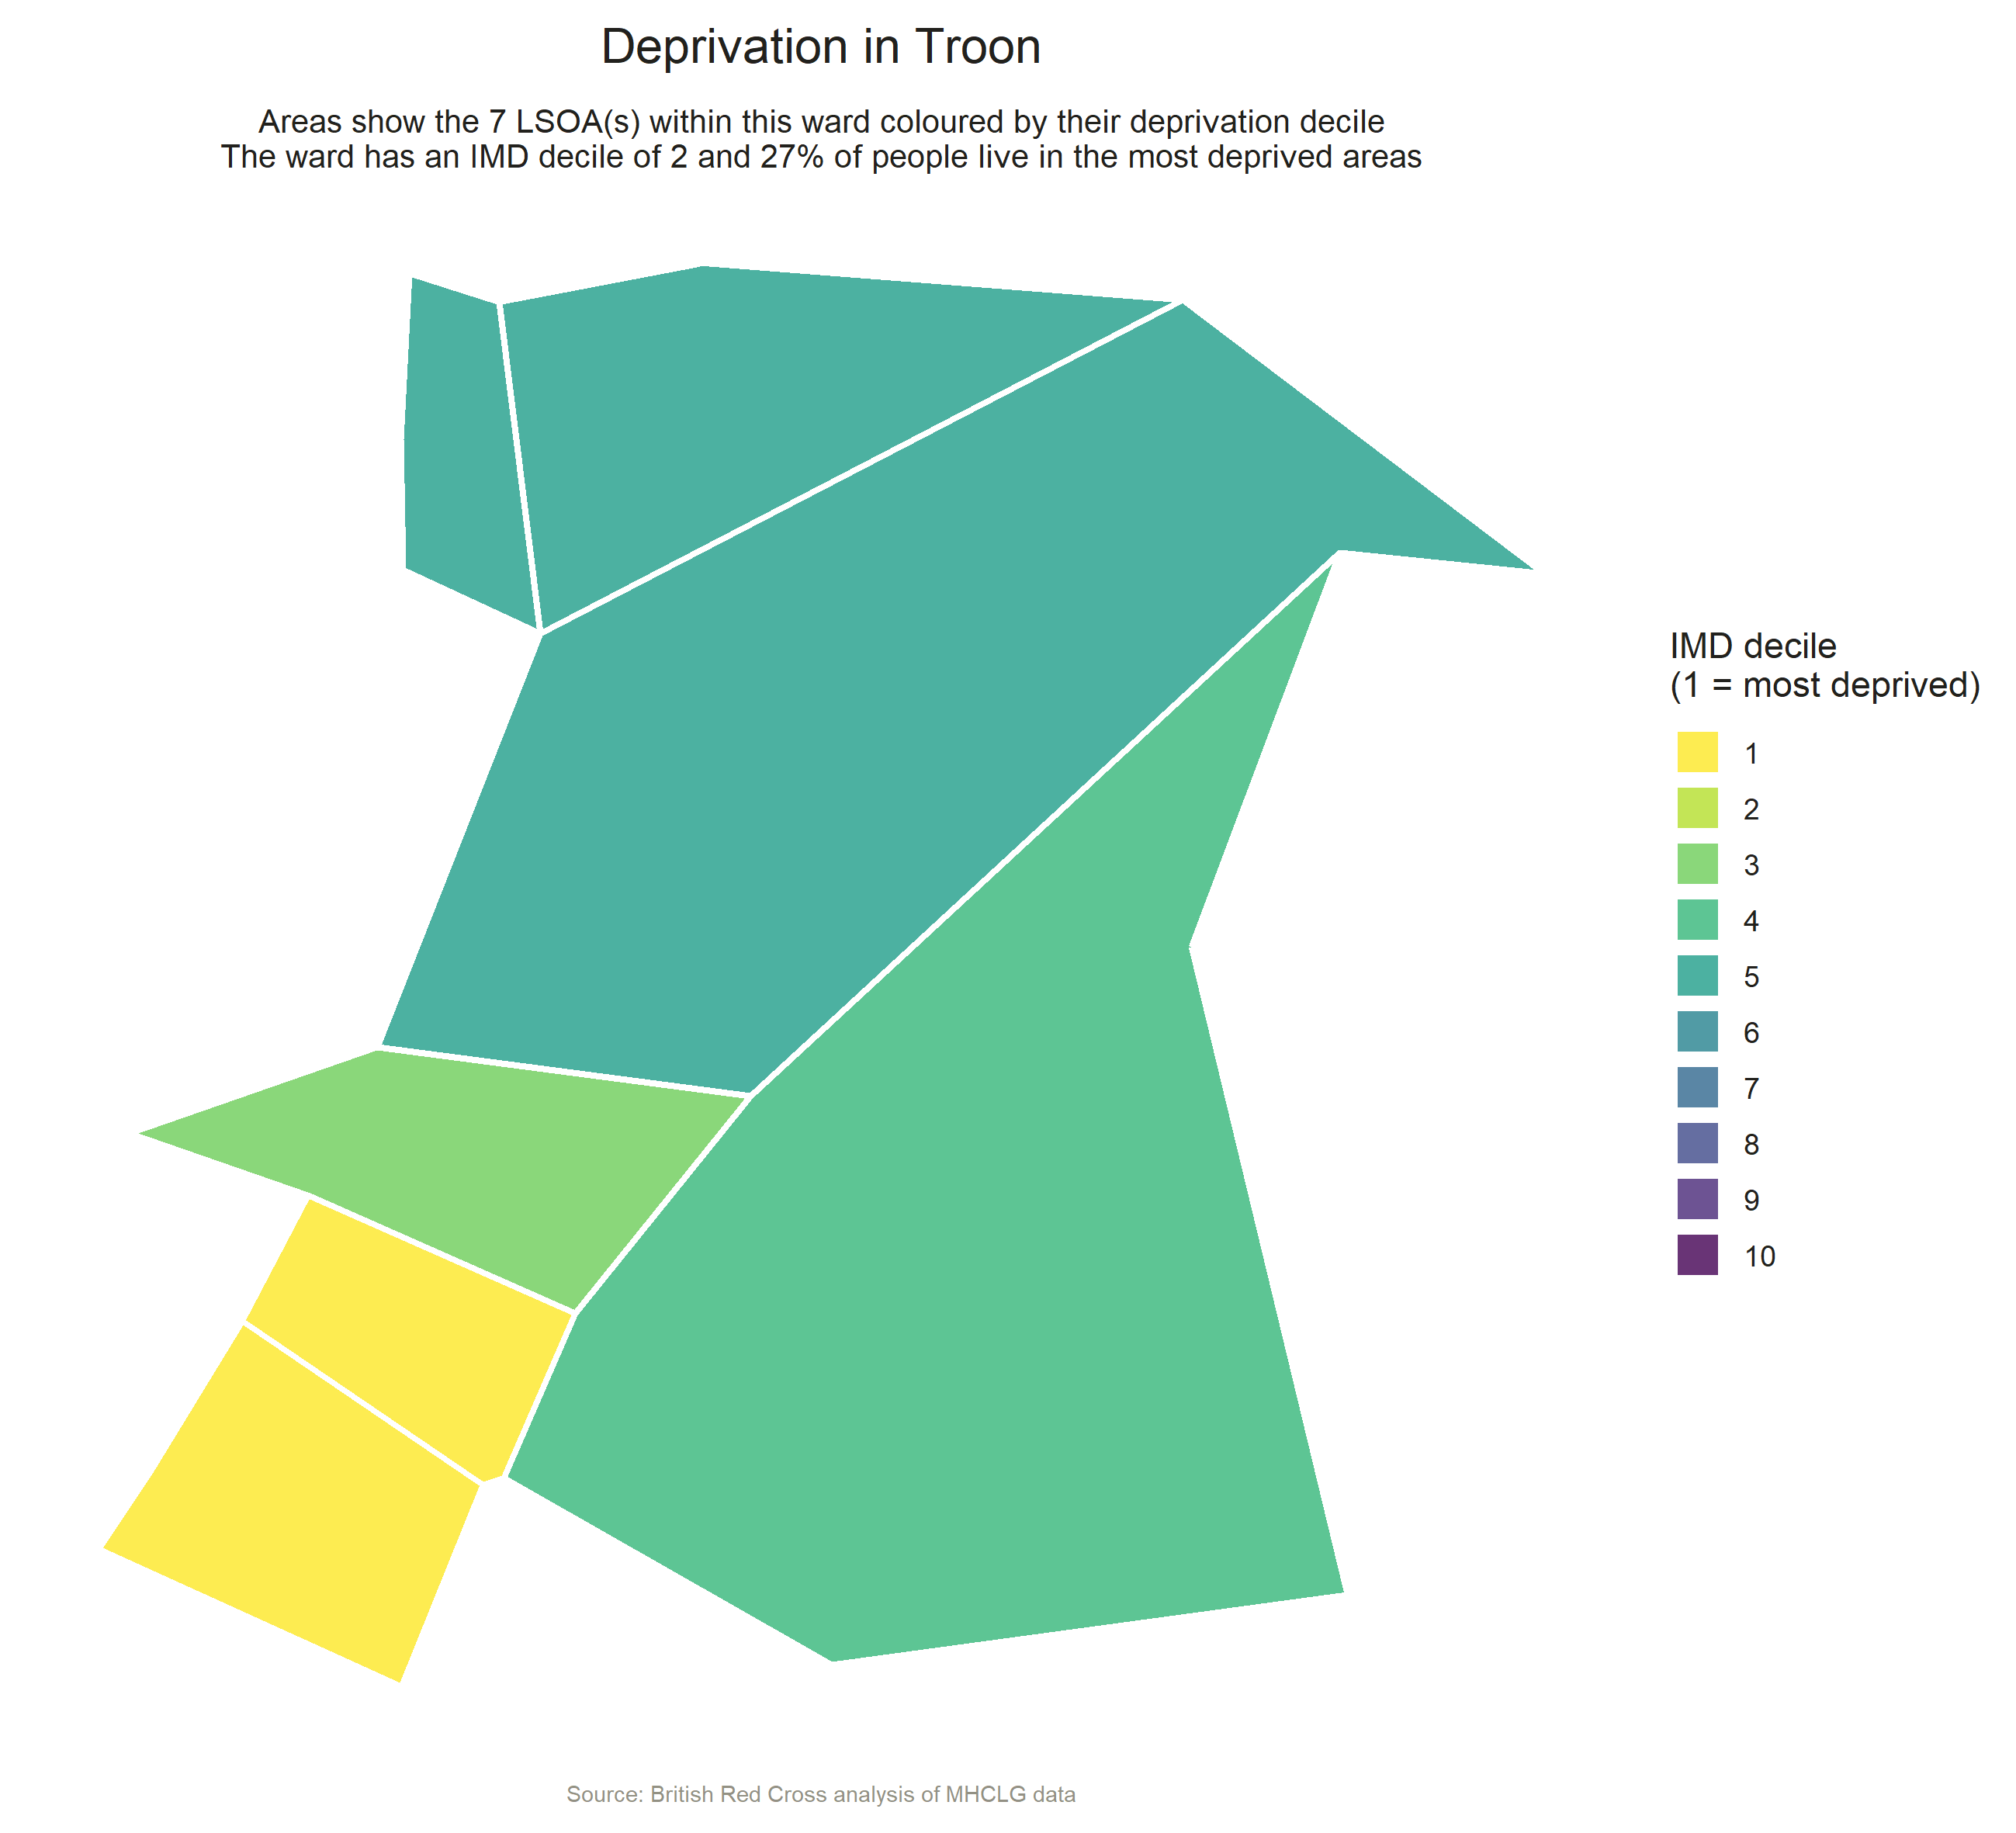 Deprivation in Troon
Areas show the 7 LSOA(s) within this ward coloured by their deprivation decile
The ward has an IMD decile of 2 and 27% of people live in the most deprived areas
IMD decile
(1 = most deprived)
1
2
3
4
5
6
7
8
9
10
Source: British Red Cross analysis of MHCLG data